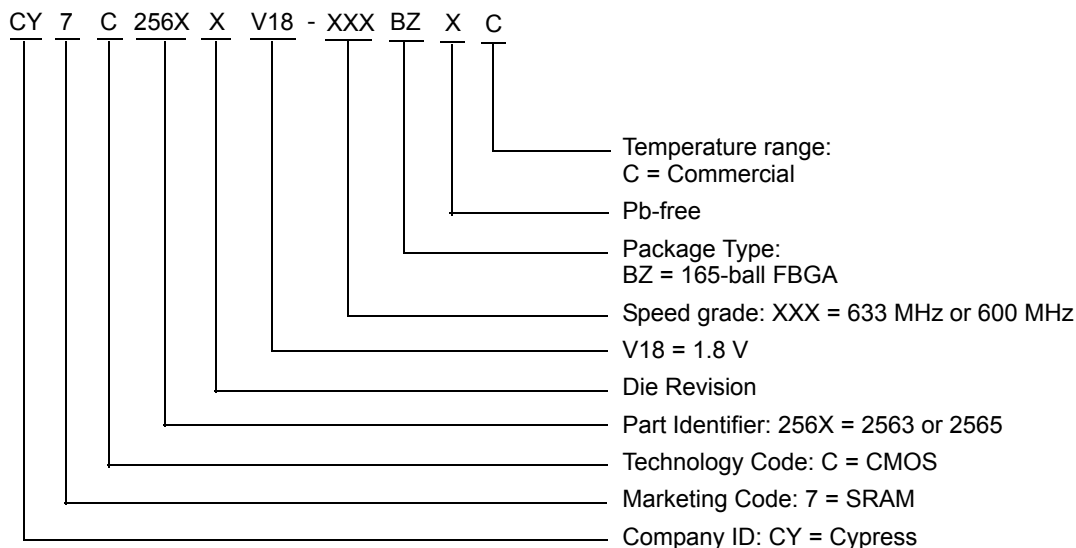 CY 7 C 256X X V18 - XXX BZ X C
Temperature range:
C = Commercial
Pb-free
Package Type:
BZ = 165-ball FBGA
Speed grade: XXX = 633 MHz or 600 MHz
V18 = 1.8 V
Die Revision
Part Identifier: 256X = 2563 or 2565
Technology Code: C = CMOS
Marketing Code: 7 = SRAM
Company ID: CY = Cypress